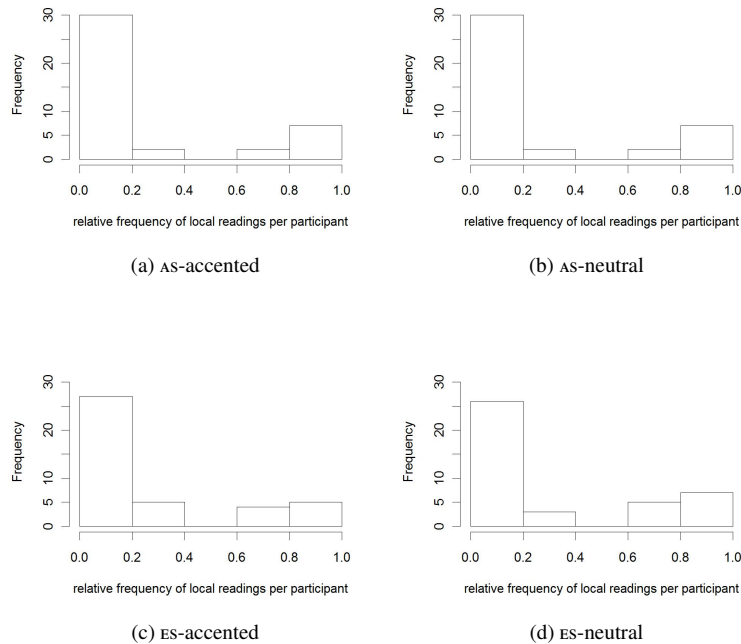 Frequency
0 5 10 20 30
0.0 0.2 0.4 0.6 0.8 1.0
relative frequency of local readings per participant
(a) ᴀs-accented
Frequency
0 5 10 20 30
0.0 0.2 0.4 0.6 0.8 1.0
relative frequency of local readings per participant
(b) ᴀs-neutral
Frequency
0 5 10 20 30
0.0 0.2 0.4 0.6 0.8 1.0
relative frequency of local readings per participant
(c) ᴇs-accented
Frequency
0 5 10 20 30
0.0 0.2 0.4 0.6 0.8 1.0
relative frequency of local readings per participant
(d) ᴇs-neutral